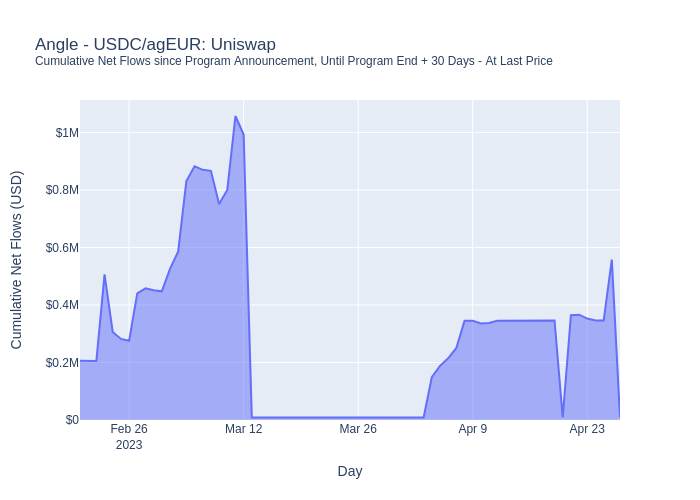 Angle - USDC/agEUR: Uniswap
Cumulative Net Flows since Program Announcement, Until Program End + 30 Days - At Last Price
Cumulative Net Flows (USD)
$1M
$0.8M
$0.6M
$0.4M
$0.2M
$0
Feb 26
2023
Mar 12
Mar 26
Apr 9
Apr 23
Day